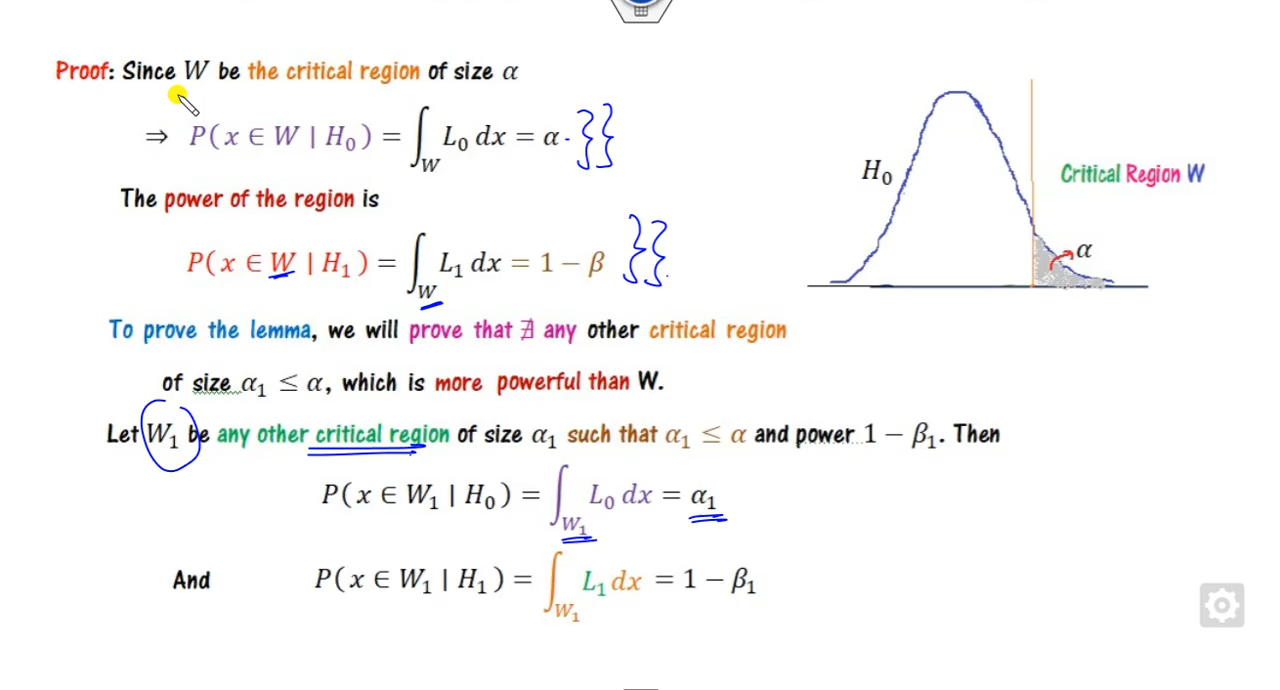 Proof: Since W be the critical region of size α
⇒ P( x ∈ W | H₀ ) = ∫_W L₀ dx = α
The power of the region is
P( x ∈ W | H₁ ) = ∫_W L₁ dx = 1 − β
To prove the lemma, we will prove that ∄ any other critical region
of size α₁ ≤ α, which is more powerful than W.
Let W₁ be any other critical region of size α₁ such that α₁ ≤ α and power 1 − β₁. Then
P( x ∈ W₁ | H₀ ) = ∫_W₁ L₀ dx = α₁
And P( x ∈ W₁ | H₁ ) = ∫_W₁ L₁ dx = 1 − β₁
H₀
Critical Region W
α